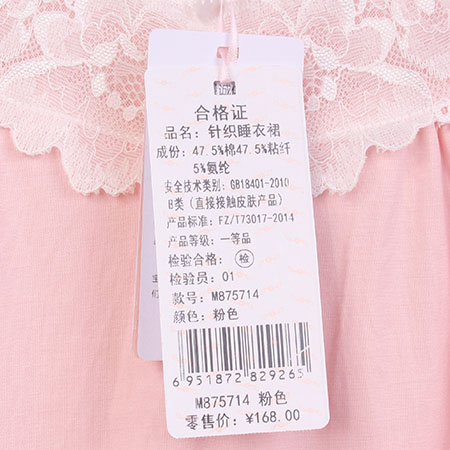 合格证
品名：针织睡衣裙
成份：47.5%棉47.5%粘纤
5%氨纶
安全技术类别：GB18401-2010
B类（直接接触皮肤产品）
产品标准：FZ/T73017-2014
产品等级：一等品
检验合格：检
检验员：01
款号：M875714
颜色：粉色
6 951872 829265
M875714 粉色
零售价：¥168.00